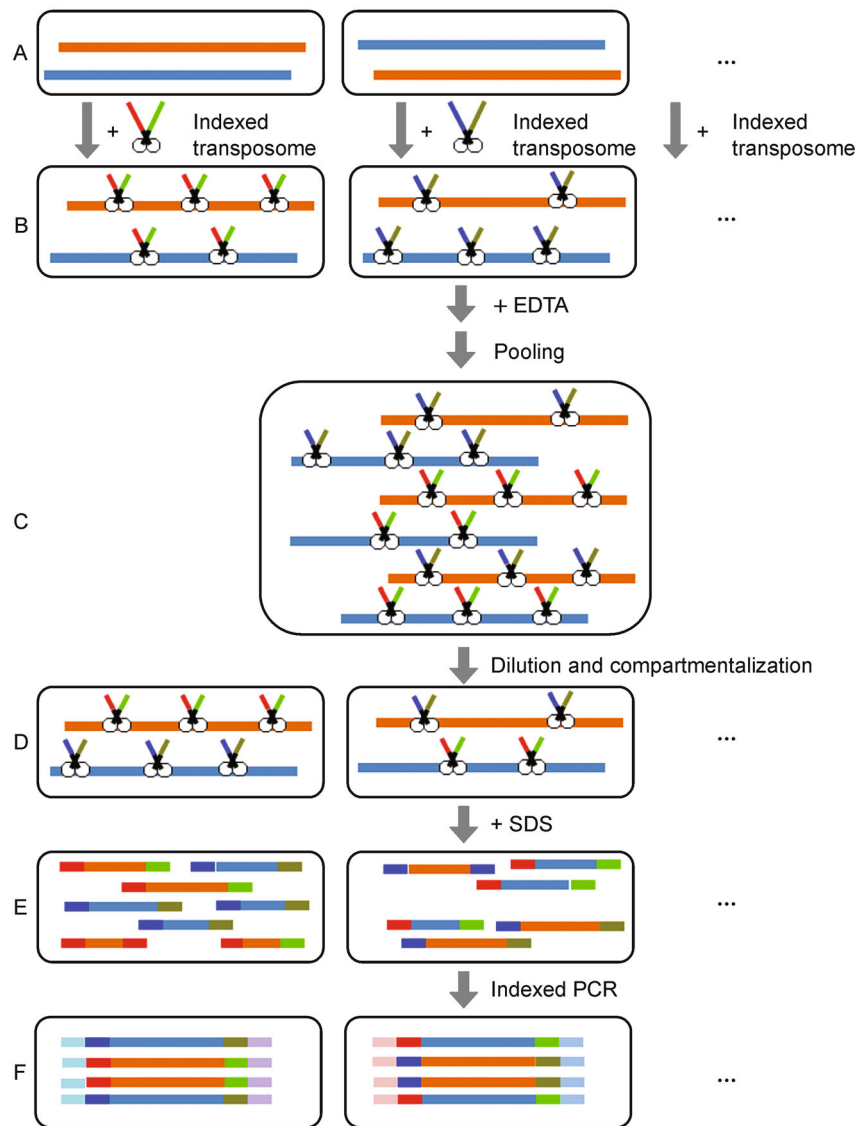 A
...
+ Indexed
transposome
+ Indexed
transposome
+ Indexed
transposome
B
...
+ EDTA
Pooling
C
Dilution and compartmentalization
D
...
+ SDS
E
...
Indexed PCR
F
...